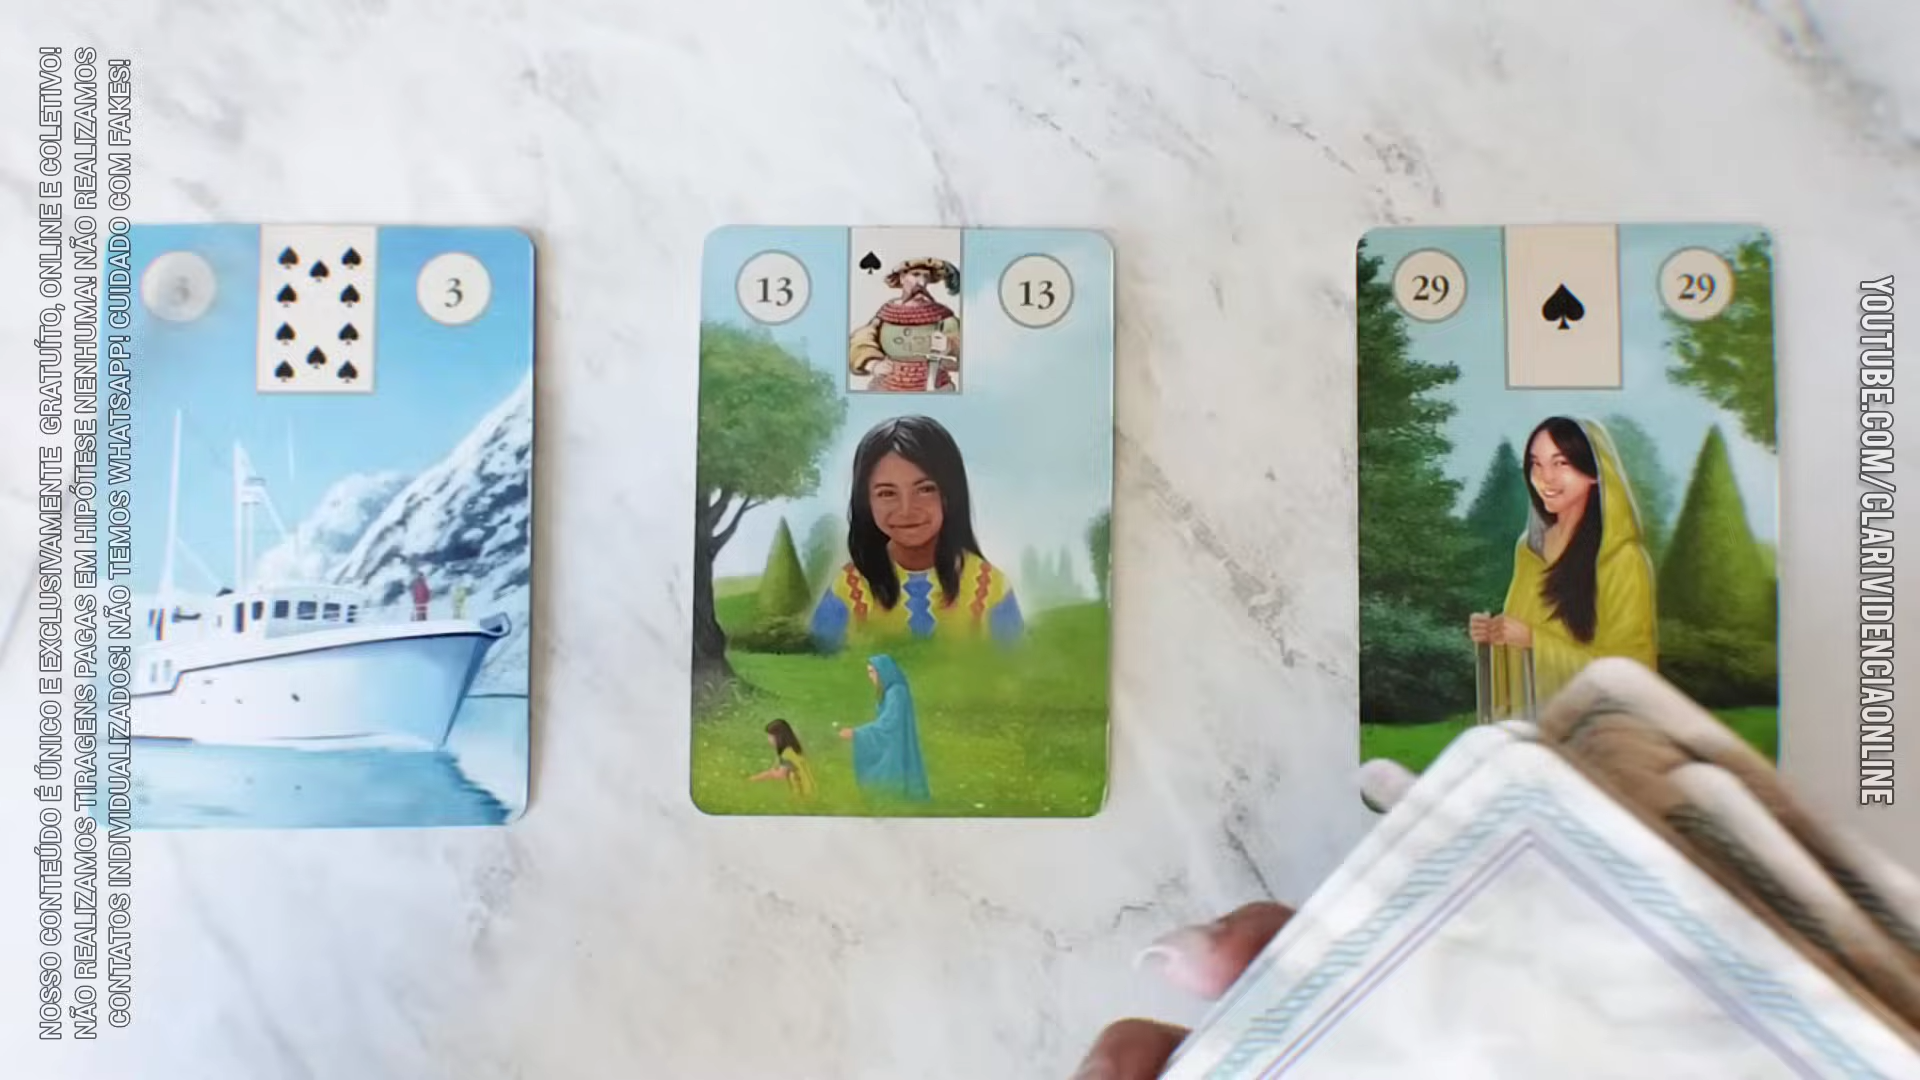 NOSSO CONTEÚDO É ÚNICO E EXCLUSIVAMENTE GRATUÍTO, ONLINE E COLETIVO!
NÃO REALIZAMOS TIRAGENS PAGAS EM HIPÓTESE NENHUMA! NÃO REALIZAMOS
CONTATOS INDIVIDUALIZADOS! NÃO TEMOS WHATSAPP! CUIDADO COM FAKES!
3
3
13
13
29
29
YOUTUBE.COM/CLARIVIDENCIAONLINE